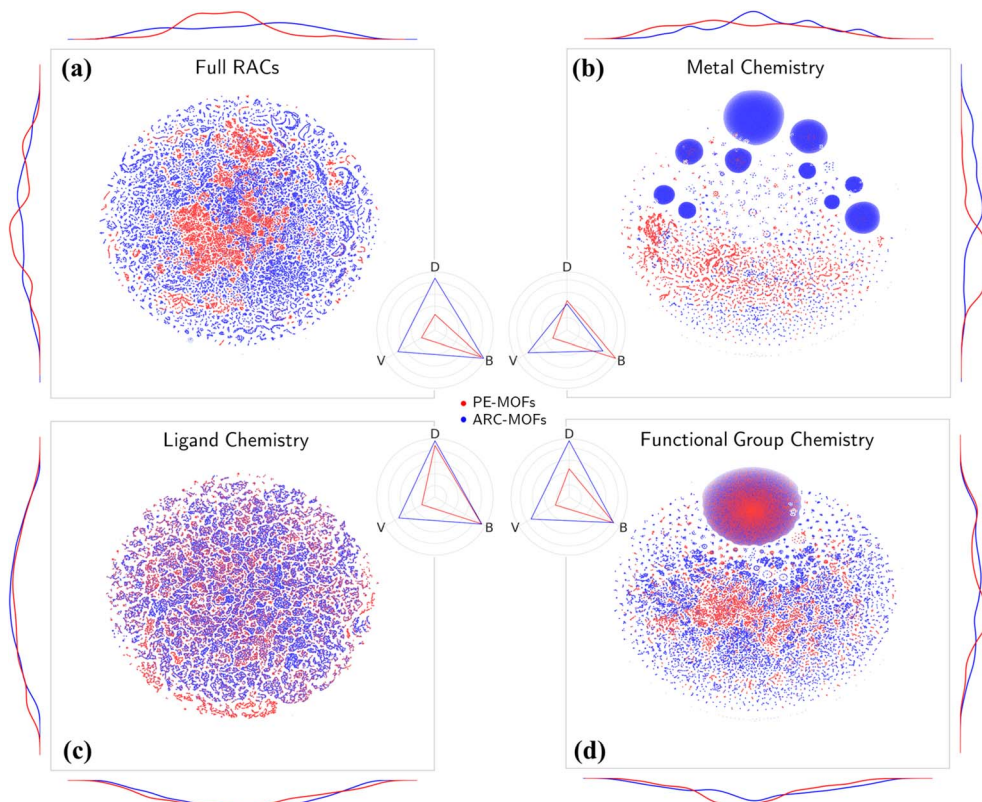 (a)
Full RACs
(b)
Metal Chemistry
D
V
B
D
V
B
PE-MOFs
ARC-MOFs
Ligand Chemistry
D
V
B
D
V
B
Functional Group Chemistry
(c)
(d)